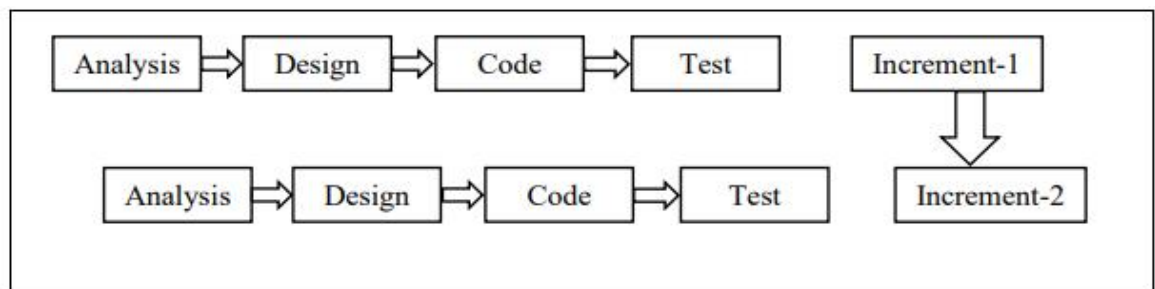 Analysis Design Code Test Increment-1
Analysis Design Code Test Increment-2